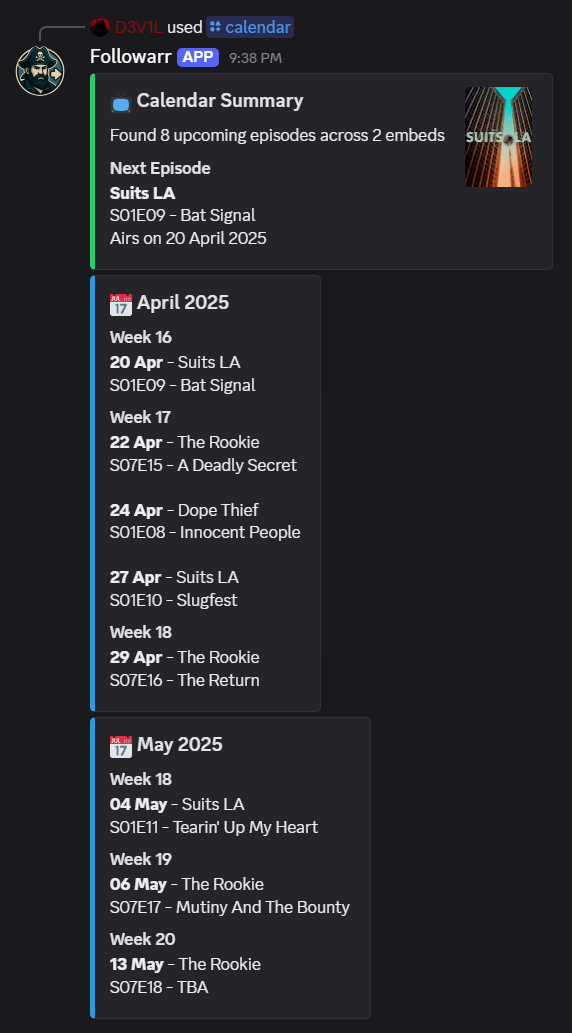 D3V1L used calendar
Followarr APP 9:38 PM
Calendar Summary
Found 8 upcoming episodes across 2 embeds
Next Episode
Suits LA
S01E09 - Bat Signal
Airs on 20 April 2025
SUITS LA
JUL 17 April 2025
Week 16
20 Apr - Suits LA
S01E09 - Bat Signal
Week 17
22 Apr - The Rookie
S07E15 - A Deadly Secret
24 Apr - Dope Thief
S01E08 - Innocent People
27 Apr - Suits LA
S01E10 - Slugfest
Week 18
29 Apr - The Rookie
S07E16 - The Return
JUL 17 May 2025
Week 18
04 May - Suits LA
S01E11 - Tearin' Up My Heart
Week 19
06 May - The Rookie
S07E17 - Mutiny And The Bounty
Week 20
13 May - The Rookie
S07E18 - TBA